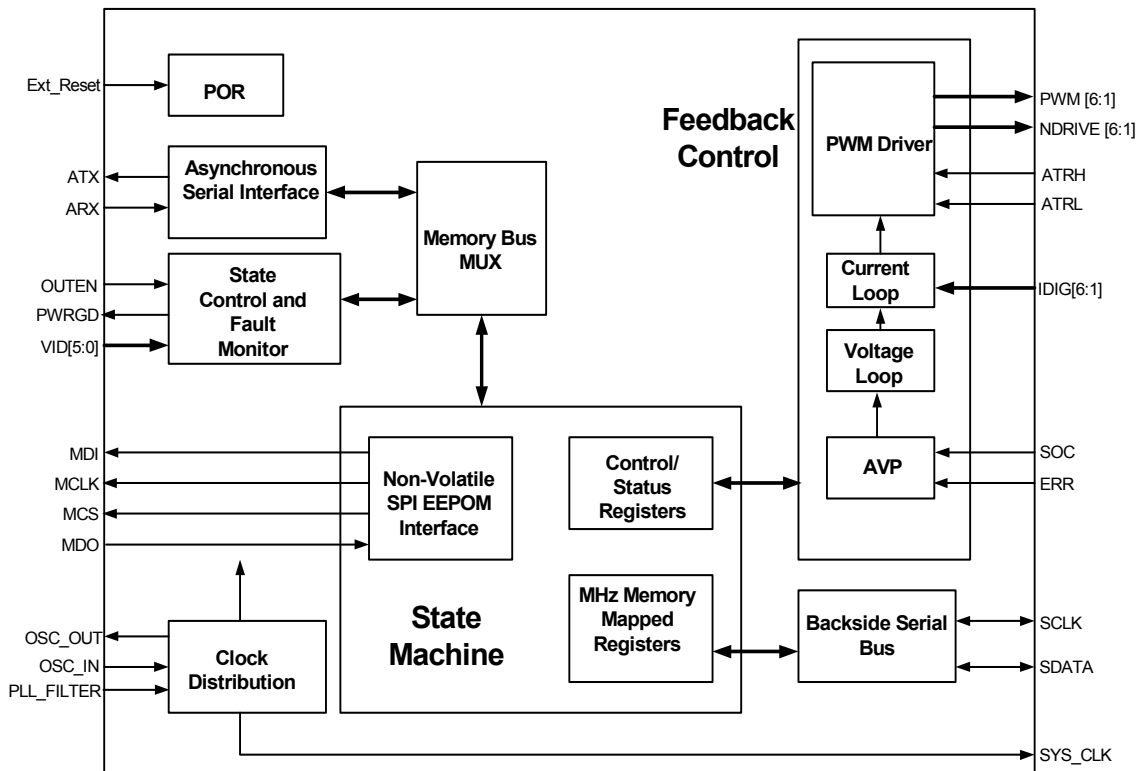 Ext_Reset
POR
ATX
ARX
Asynchronous
Serial Interface
OUTEN
PWRGD
VID[5:0]
State
Control and
Fault
Monitor
Memory Bus
MUX
Feedback
Control
PWM Driver
PWM [6:1]
NDRIVE [6:1]
ATRH
ATRL
Current
Loop
IDIG[6:1]
Voltage
Loop
AVP
SOC
ERR
MDI
MCLK
MCS
MDO
Non-Volatile
SPI EEPOM
Interface
Control/
Status
Registers
MHz Memory
Mapped
Registers
State
Machine
Backside Serial
Bus
SCLK
SDATA
OSC_OUT
OSC_IN
PLL_FILTER
Clock
Distribution
SYS_CLK